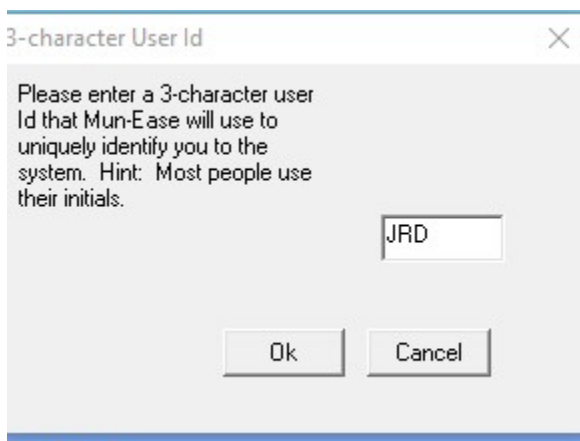 3-character User Id
Please enter a 3-character user
Id that Mun-Ease will use to
uniquely identify you to the
system.  Hint:  Most people use
their initials.
JRD
Ok
Cancel